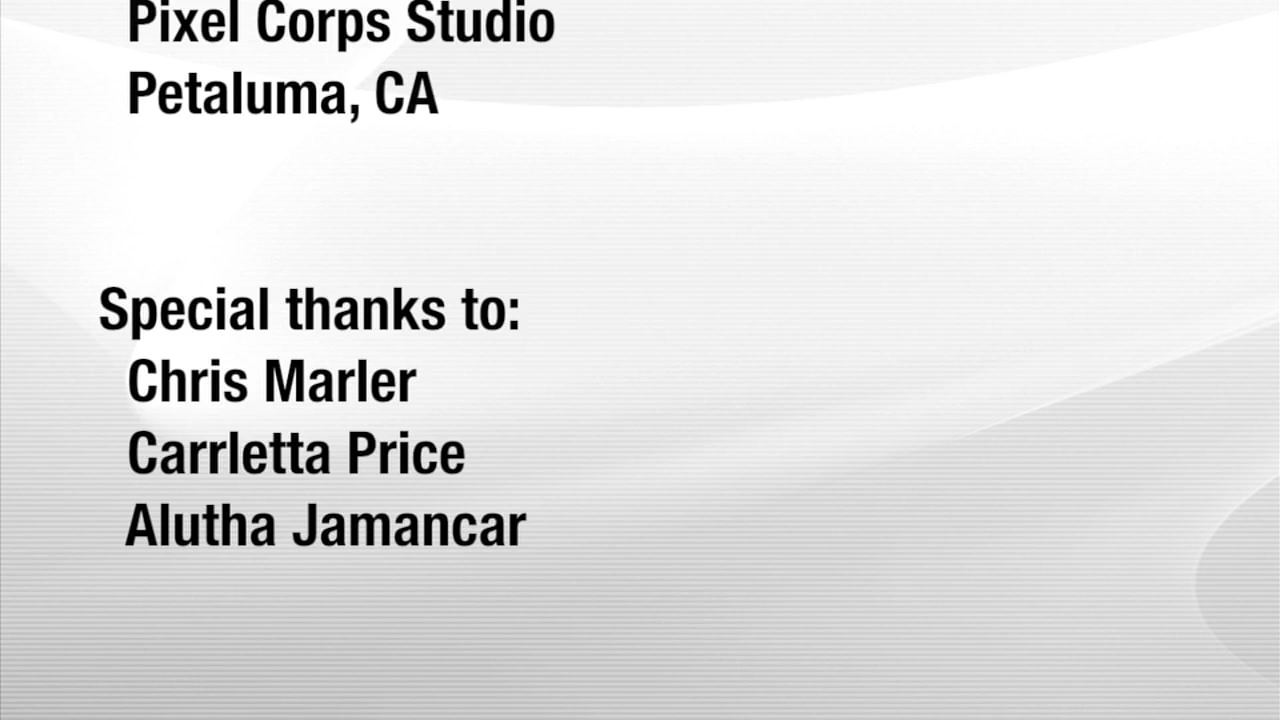 Pixel Corps Studio
Petaluma, CA
Special thanks to:
Chris Marler
Carrletta Price
Alutha Jamancar